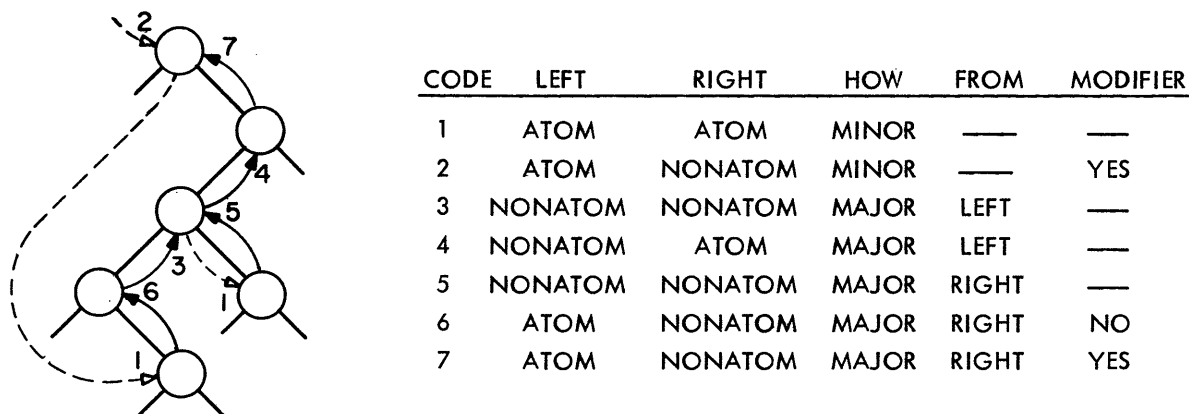 2
7
4
5
3
6
1
1
CODE LEFT RIGHT HOW FROM MODIFIER
1 ATOM ATOM MINOR — —
2 ATOM NONATOM MINOR — YES
3 NONATOM NONATOM MAJOR LEFT —
4 NONATOM ATOM MAJOR LEFT —
5 NONATOM NONATOM MAJOR RIGHT —
6 ATOM NONATOM MAJOR RIGHT NO
7 ATOM NONATOM MAJOR RIGHT YES